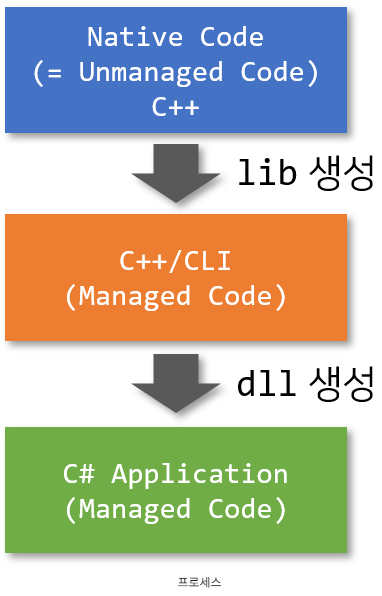 Native Code
(= Unmanaged Code)
C++
lib 생성
C++/CLI
(Managed Code)
dll 생성
C# Application
(Managed Code)
프로세스